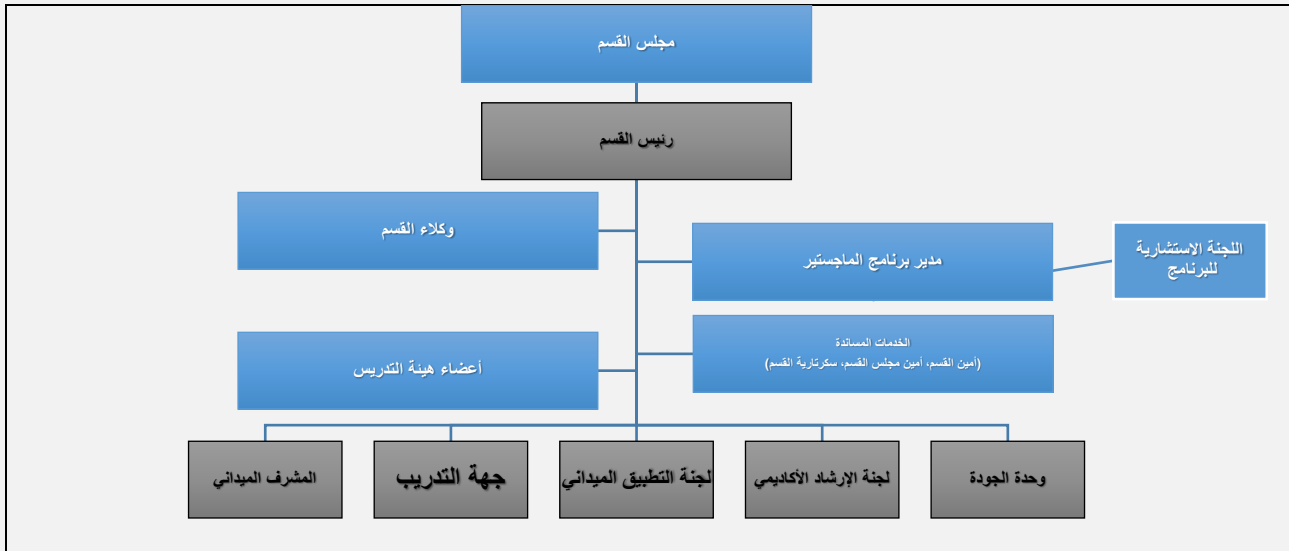 مجلس القسم
رئيس القسم
وكلاء القسم
مدير برنامج الماجستير
اللجنة الاستشارية
للبرنامج
الخدمات المساندة
(أمين القسم، أمين مجلس القسم، سكرتارية القسم)
أعضاء هيئة التدريس
وحدة الجودة
لجنة الإرشاد الأكاديمي
لجنة التطبيق الميداني
جهة التدريب
المشرف الميداني